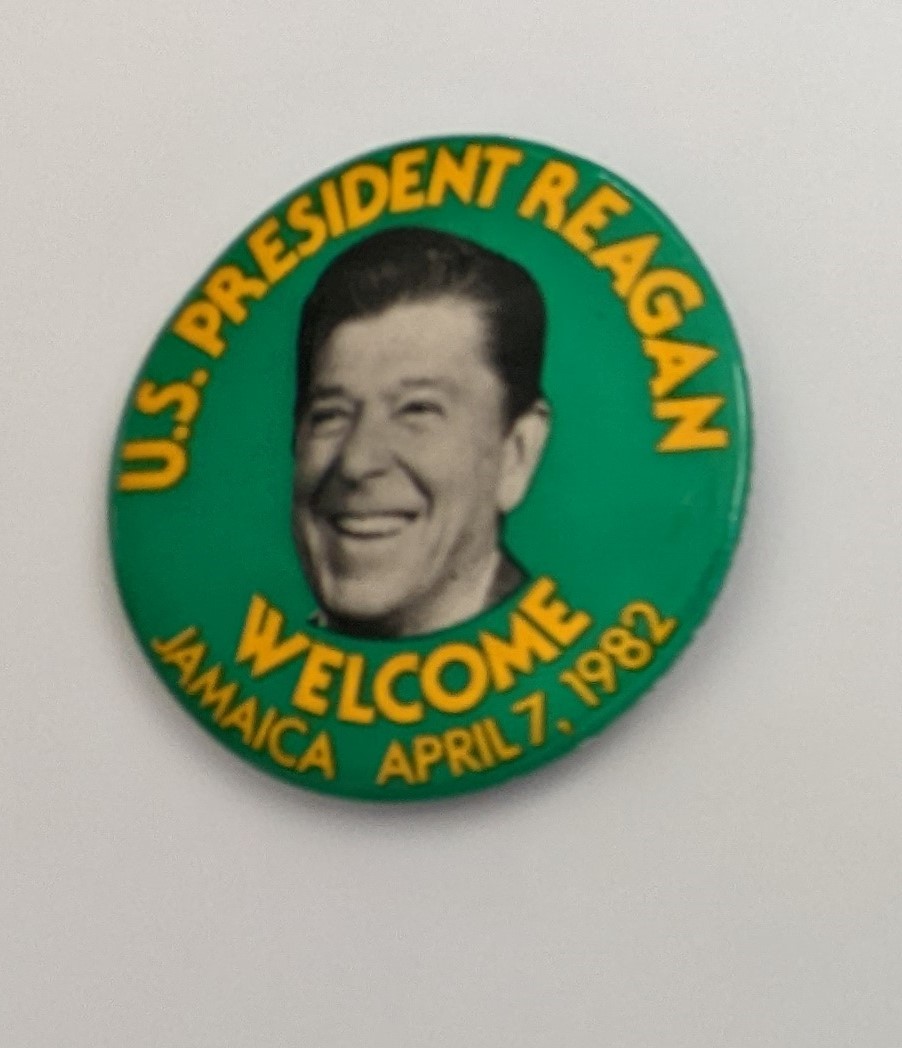 U.S. PRESIDENT REAGAN
WELCOME
JAMAICA APRIL 7, 1982